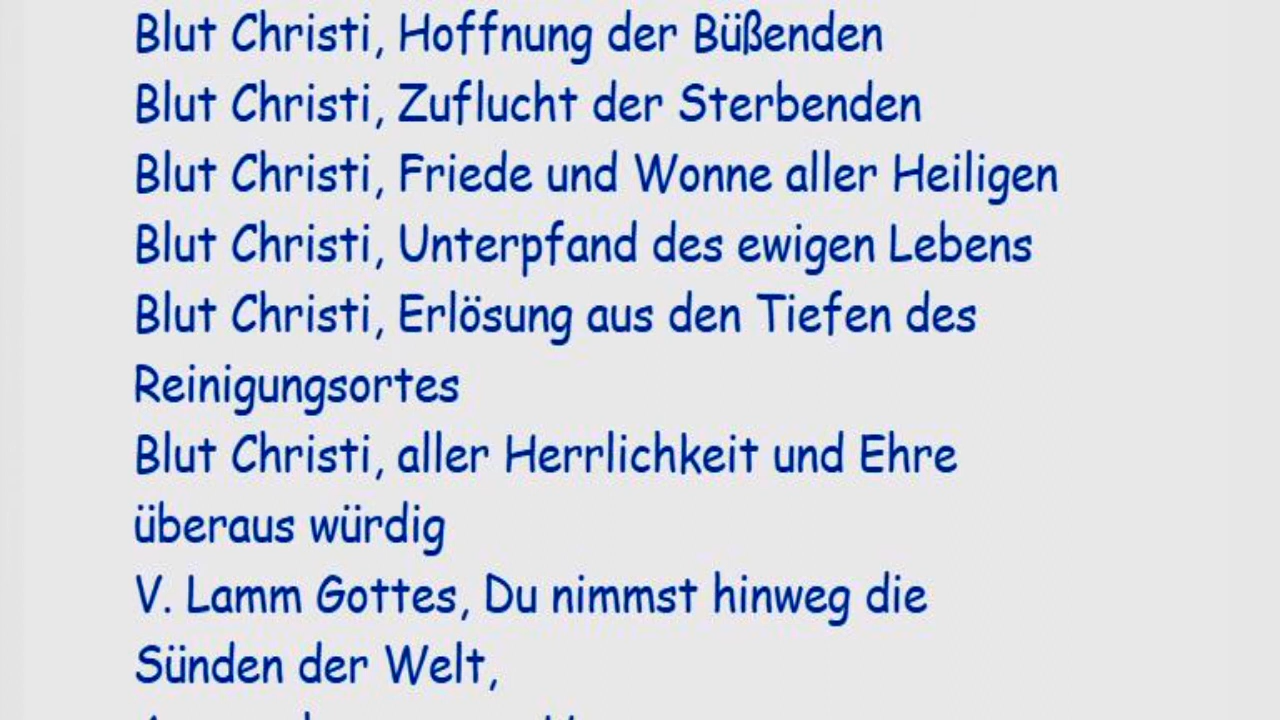 Blut Christi, Hoffnung der Büßenden
Blut Christi, Zuflucht der Sterbenden
Blut Christi, Friede und Wonne aller Heiligen
Blut Christi, Unterpfand des ewigen Lebens
Blut Christi, Erlösung aus den Tiefen des
Reinigungsortes
Blut Christi, aller Herrlichkeit und Ehre
überaus würdig
V. Lamm Gottes, Du nimmst hinweg die
Sünden der Welt,